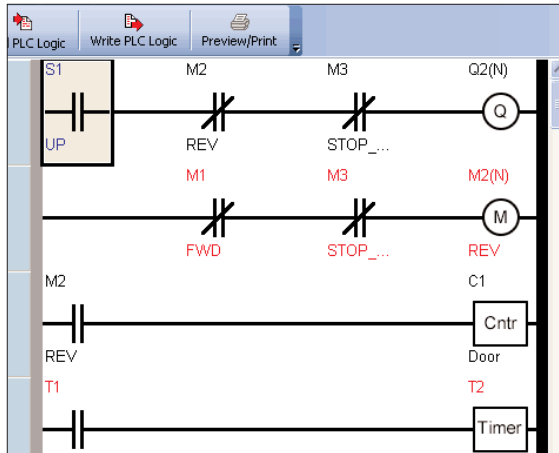 PLC Logic Write PLC Logic Preview/Print
S1 M2 M3 Q2(N)
Q
UP REV STOP_...
M1 M3 M2(N)
M
FWD STOP_... REV
M2 C1
Cntr
REV Door
T1 T2
Timer